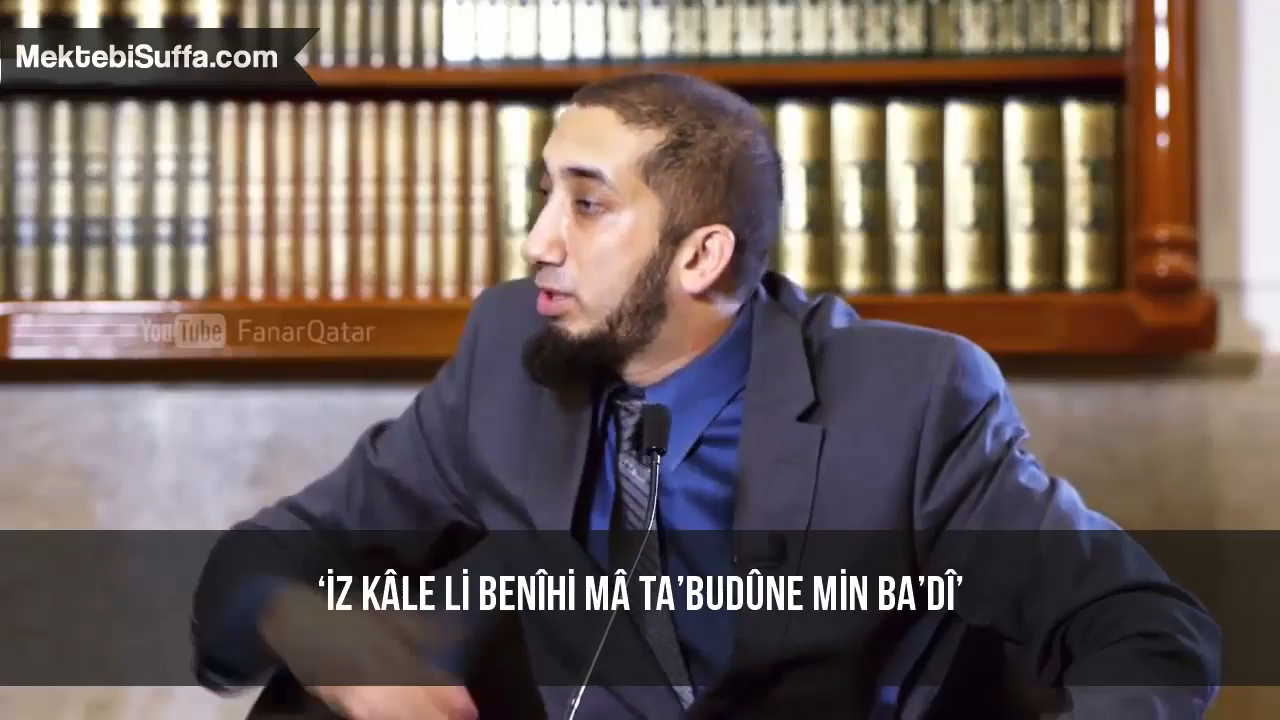 MektebiSuffa.com
YouTube FanarQatar
‘İZ KÂLE Lİ BENÎHİ MÂ TA’BUDÛNE MİN BA’DÎ’